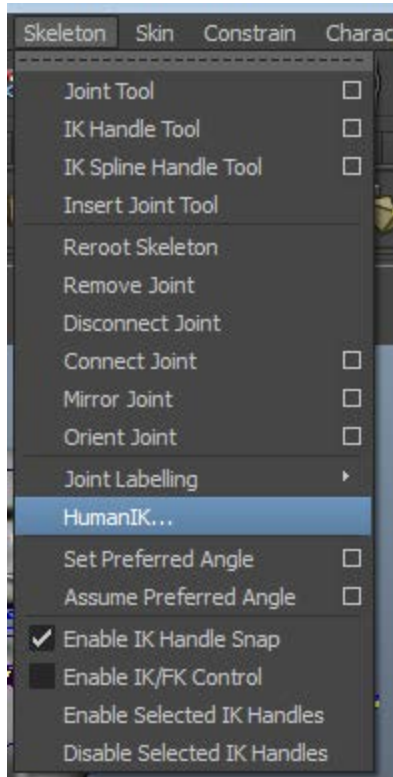 Skeleton Skin Constrain Charac
Joint Tool
IK Handle Tool
IK Spline Handle Tool
Insert Joint Tool
Reroot Skeleton
Remove Joint
Disconnect Joint
Connect Joint
Mirror Joint
Orient Joint
Joint Labelling
HumanIK...
Set Preferred Angle
Assume Preferred Angle
Enable IK Handle Snap
Enable IK/FK Control
Enable Selected IK Handles
Disable Selected IK Handles